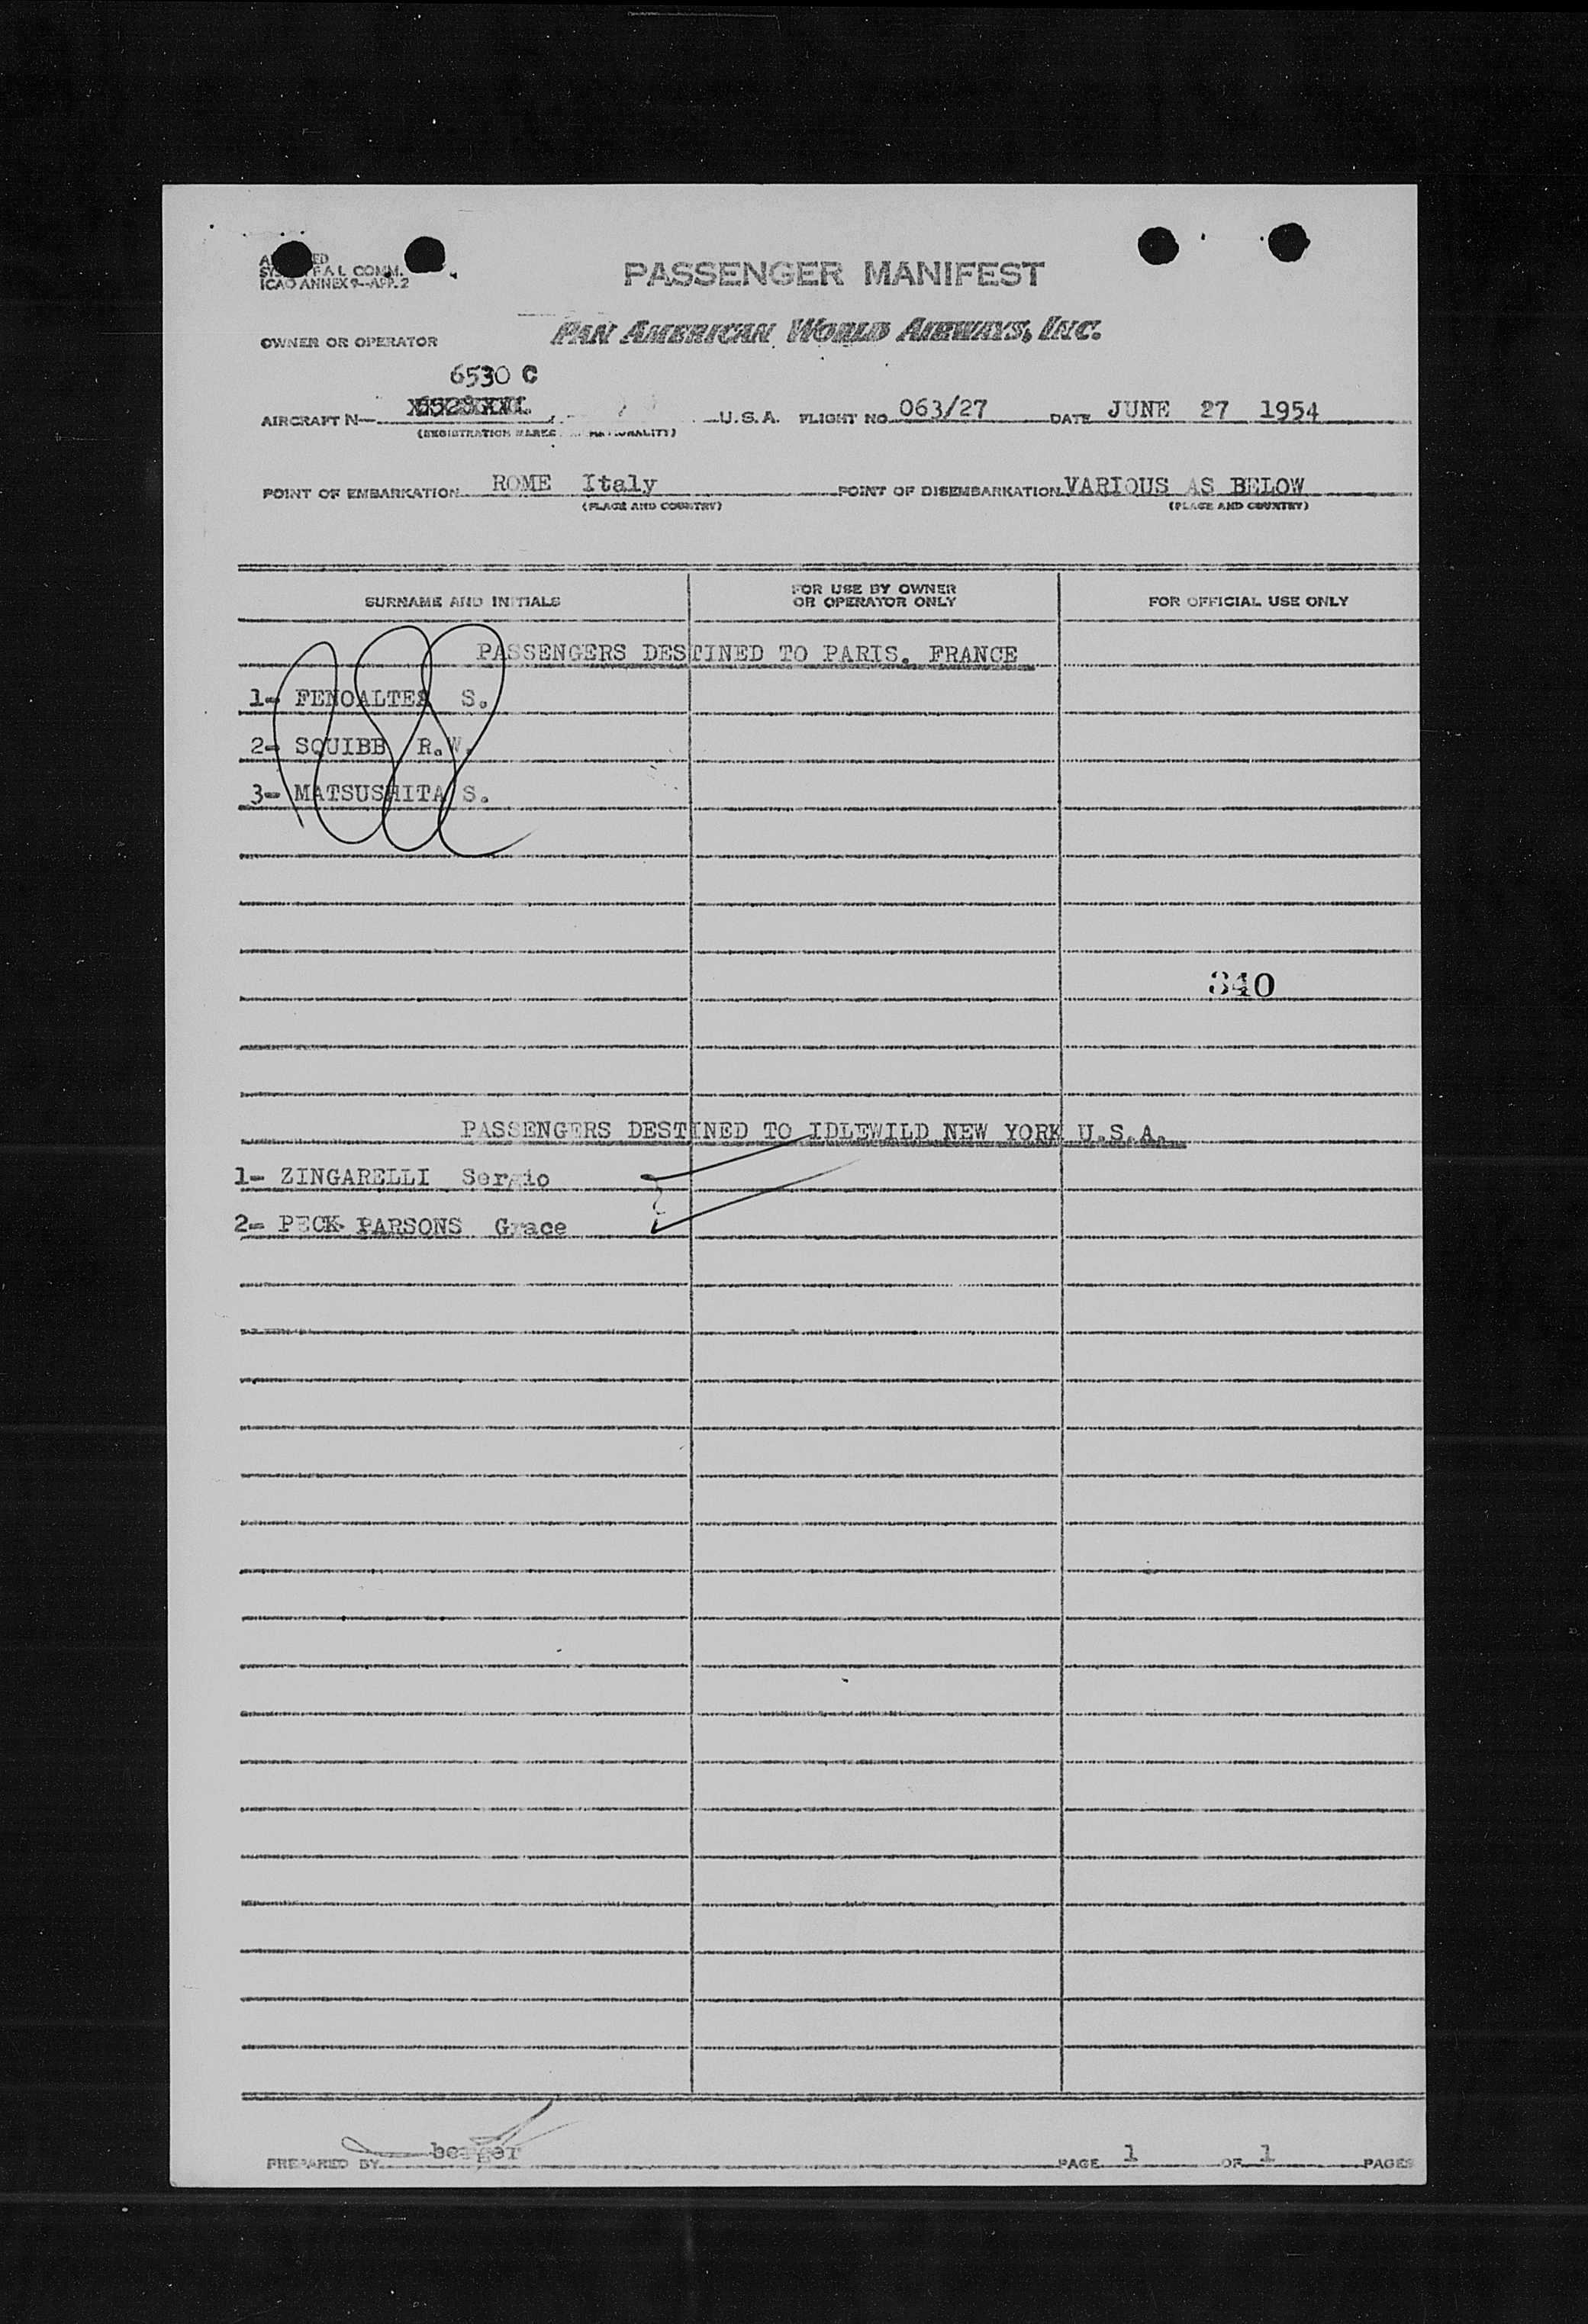 PASSENGER MANIFEST
ICAO ANNEX 9—APP. 2
OWNER OR OPERATOR PAN AMERICAN WORLD AIRWAYS, INC.
6530 C
AIRCRAFT N— U.S.A. FLIGHT NO. 063/27 DATE JUNE 27 1954
POINT OF EMBARKATION ROME Italy POINT OF DISEMBARKATION VARIOUS AS BELOW
(PLACE AND COUNTRY) (PLACE AND COUNTRY)
SURNAME AND INITIALS FOR USE BY OWNER OR OPERATOR ONLY FOR OFFICIAL USE ONLY
PASSENGERS DESTINED TO PARIS. FRANCE
1- FENOALTEA S.
2- SQUIBB R.W.
3- MATSUSHITA S.
340
PASSENGERS DESTINED TO IDLEWILD NEW YORK U.S.A.
1- ZINGARELLI Sergio
2- PECK PARSONS Grace
PREPARED BY berger PAGE 1 OF 1 PAGES